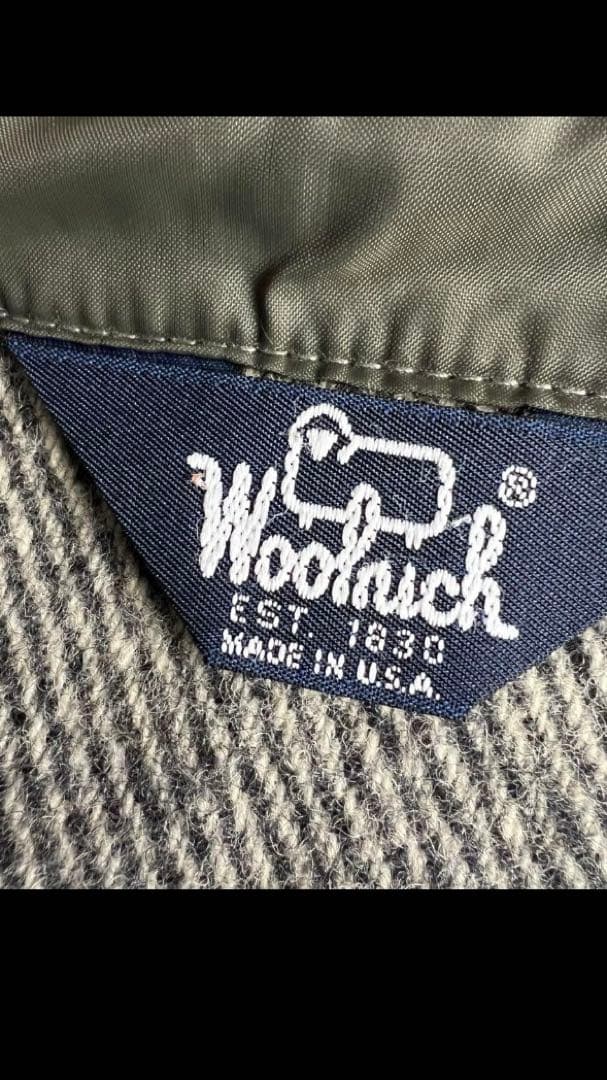 Woolrich ®
EST. 1830
MADE IN U.S.A.